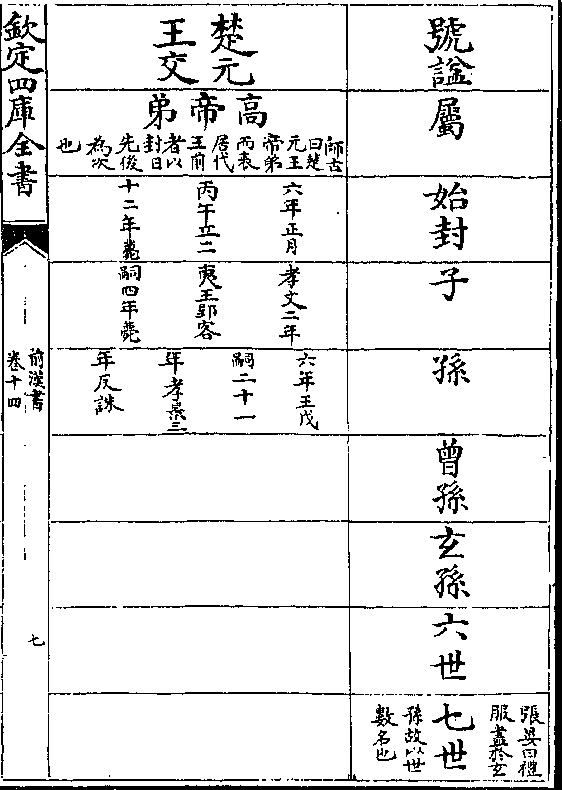 號諡
屬
始封
子
孫
曾孫
玄孫
六世
七世
張晏曰禮
服盡於玄
孫故以世
數名也
楚元
王交
高帝弟
師古
曰楚
元王
帝弟
而表
居代
王前
者以
封日
先後
為次
也
六年正月
丙午立二
十二年薨
孝文二年
夷王郢客
嗣四年薨
六年王戊
嗣二十一
年孝景三
年反誅
欽定四庫全書
前漢書
卷十四
七